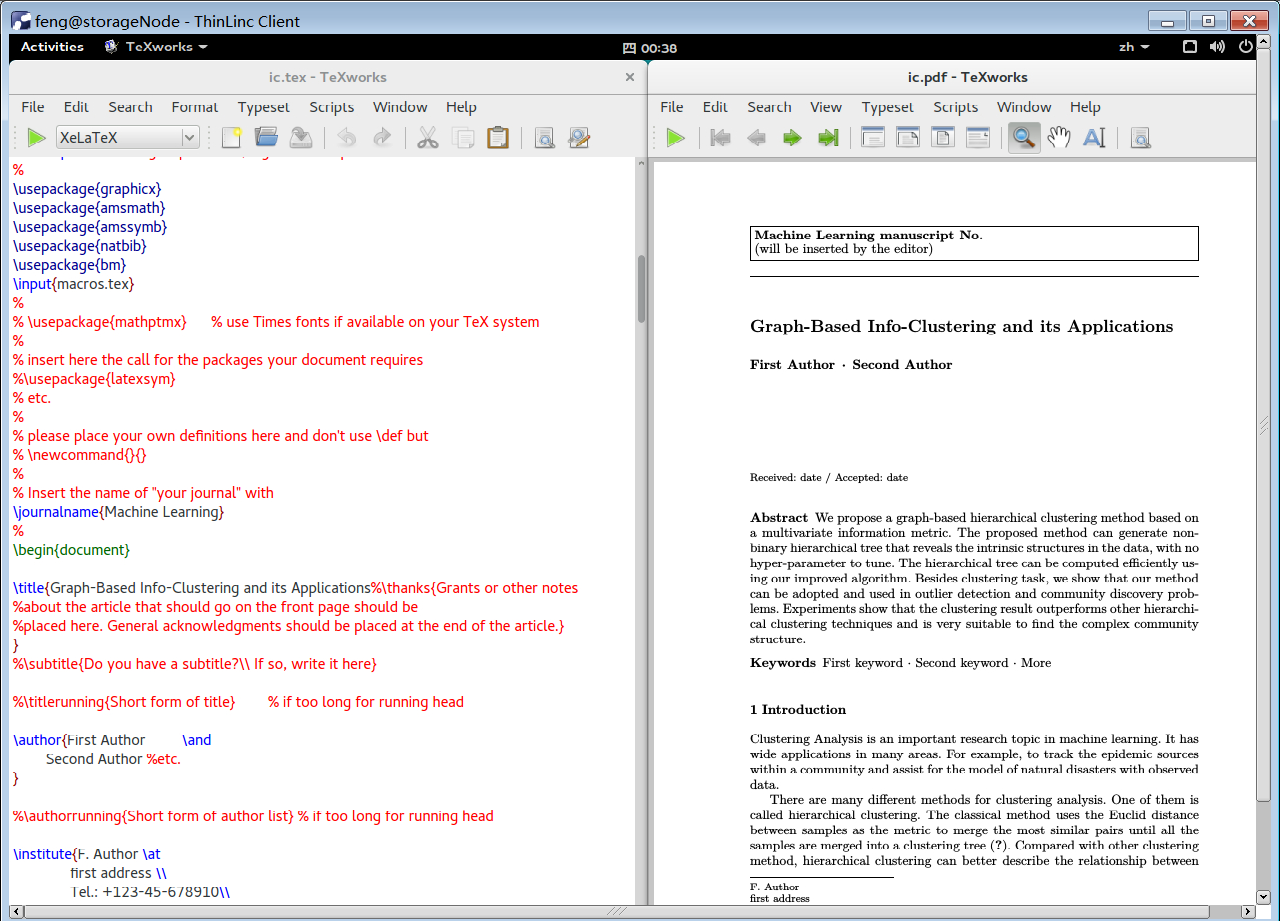 feng@storageNode - ThinLinc Client
Activities TeXworks 四 00:38 zh
ic.tex - TeXworks
File Edit Search Format Typeset Scripts Window Help
XeLaTeX
%
\usepackage{graphicx}
\usepackage{amsmath}
\usepackage{amssymb}
\usepackage{natbib}
\usepackage{bm}
\input{macros.tex}
%
% \usepackage{mathptmx} % use Times fonts if available on your TeX system
%
% insert here the call for the packages your document requires
%\usepackage{latexsym}
% etc.
%
% please place your own definitions here and don't use \def but
% \newcommand{}{}
%
% Insert the name of "your journal" with
\journalname{Machine Learning}
%
\begin{document}
\title{Graph-Based Info-Clustering and its Applications%\thanks{Grants or other notes
%about the article that should go on the front page should be
%placed here. General acknowledgments should be placed at the end of the article.}
}
%\subtitle{Do you have a subtitle?\\ If so, write it here}
%\titlerunning{Short form of title} % if too long for running head
\author{First Author \and
Second Author %etc.
}
%\authorrunning{Short form of author list} % if too long for running head
\institute{F. Author \at
first address \\
Tel.: +123-45-678910\\
ic.pdf - TeXworks
File Edit Search View Typeset Scripts Window Help
Machine Learning manuscript No.
(will be inserted by the editor)
Graph-Based Info-Clustering and its Applications
First Author · Second Author
Received: date / Accepted: date
Abstract We propose a graph-based hierarchical clustering method based on
a multivariate information metric. The proposed method can generate non-
binary hierarchical tree that reveals the intrinsic structures in the data, with no
hyper-parameter to tune. The hierarchical tree can be computed efficiently us-
ing our improved algorithm. Besides clustering task, we show that our method
can be adopted and used in outlier detection and community discovery prob-
lems. Experiments show that the clustering result outperforms other hierarchi-
cal clustering techniques and is very suitable to find the complex community
structure.
Keywords First keyword · Second keyword · More
1 Introduction
Clustering Analysis is an important research topic in machine learning. It has
wide applications in many areas. For example, to track the epidemic sources
within a community and assist for the model of natural disasters with observed
data.
There are many different methods for clustering analysis. One of them is
called hierarchical clustering. The classical method uses the Euclid distance
between samples as the metric to merge the most similar pairs until all the
samples are merged into a clustering tree (?). Compared with other clustering
method, hierarchical clustering can better describe the relationship between
F. Author
first address